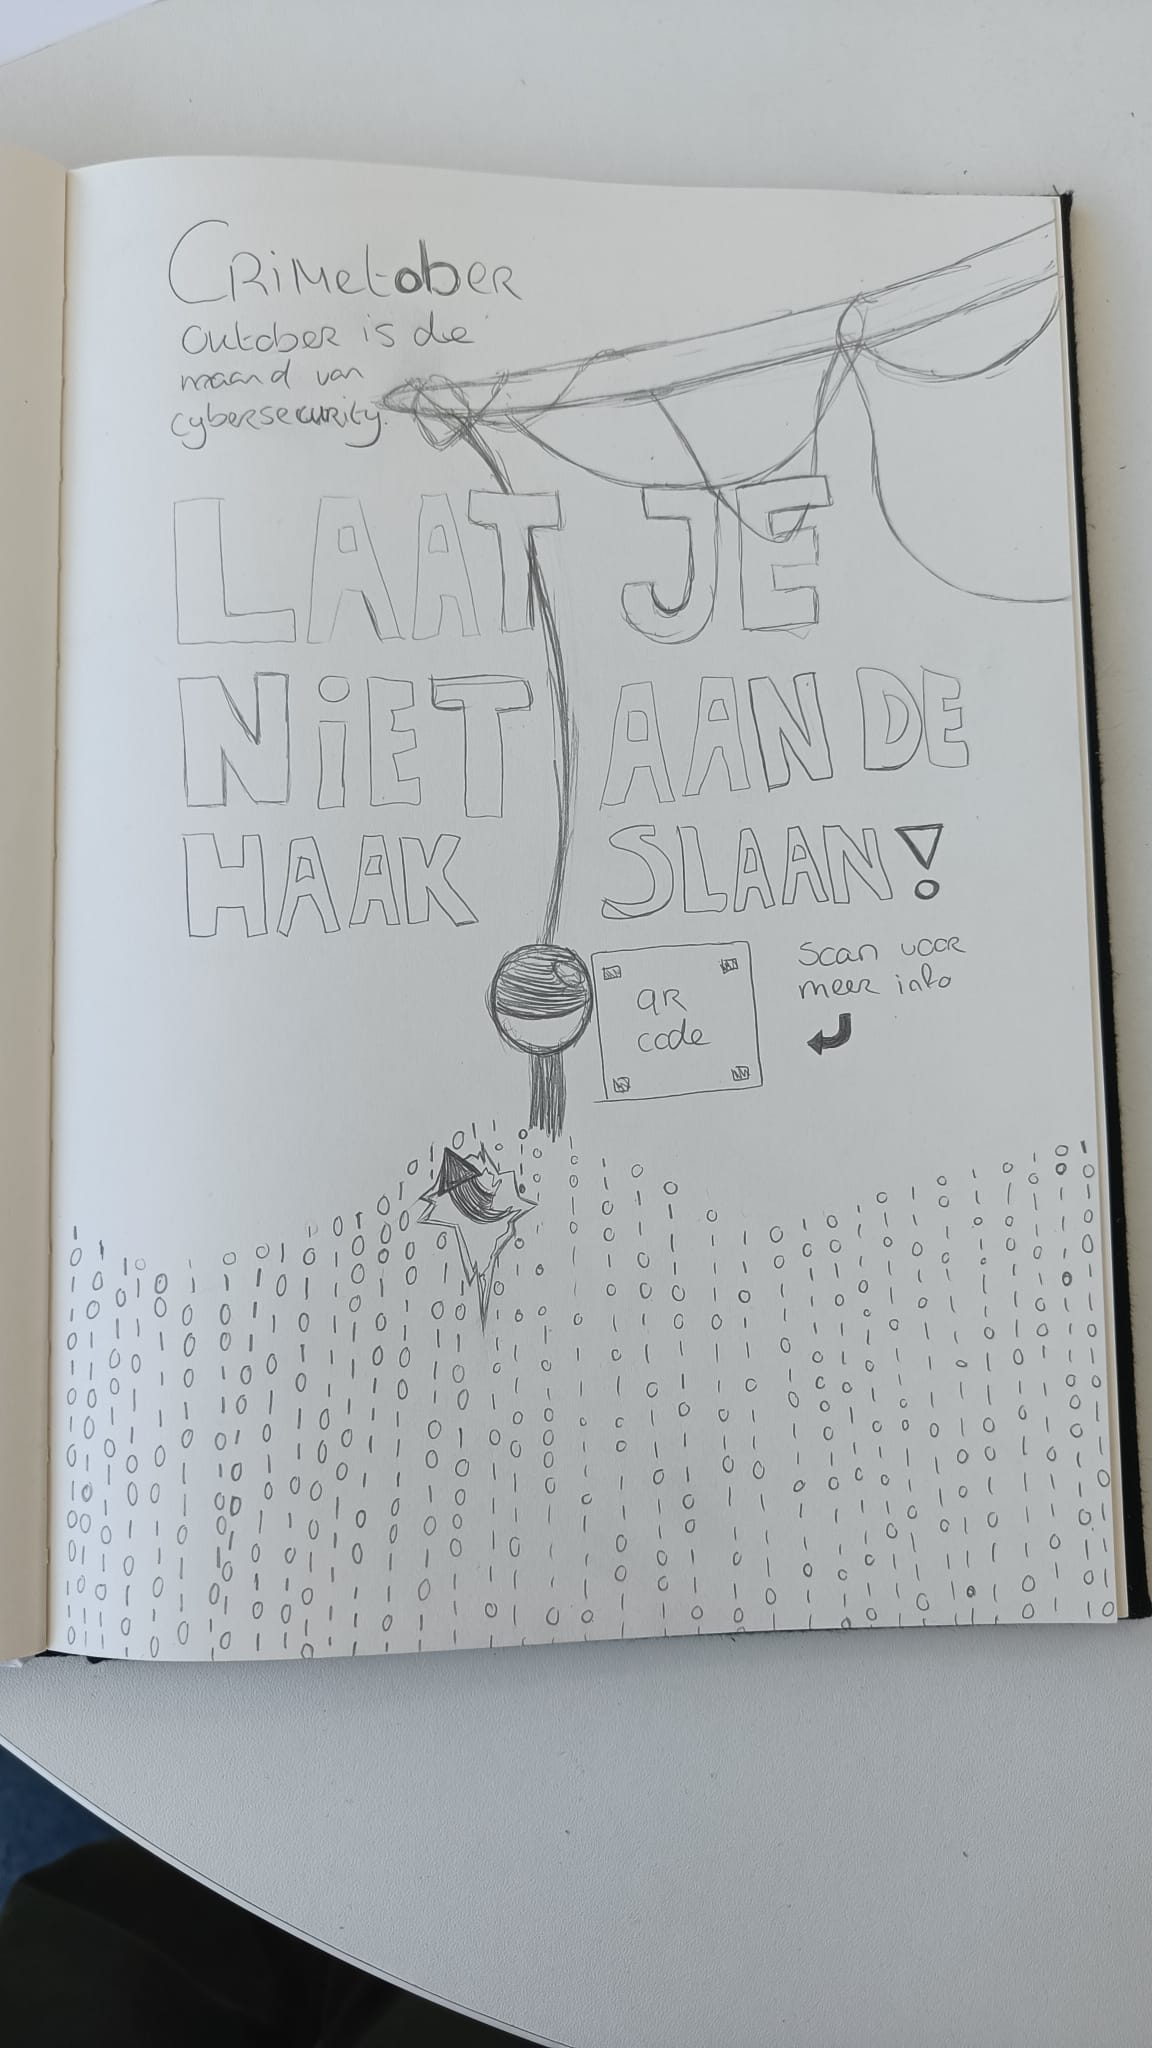 CRiMetober
Oktober is de
maand van
cybersecurity.
LAAT JE
NiET AAN DE
HAAK SLAAN!
QR
code
Scan voor
meer info